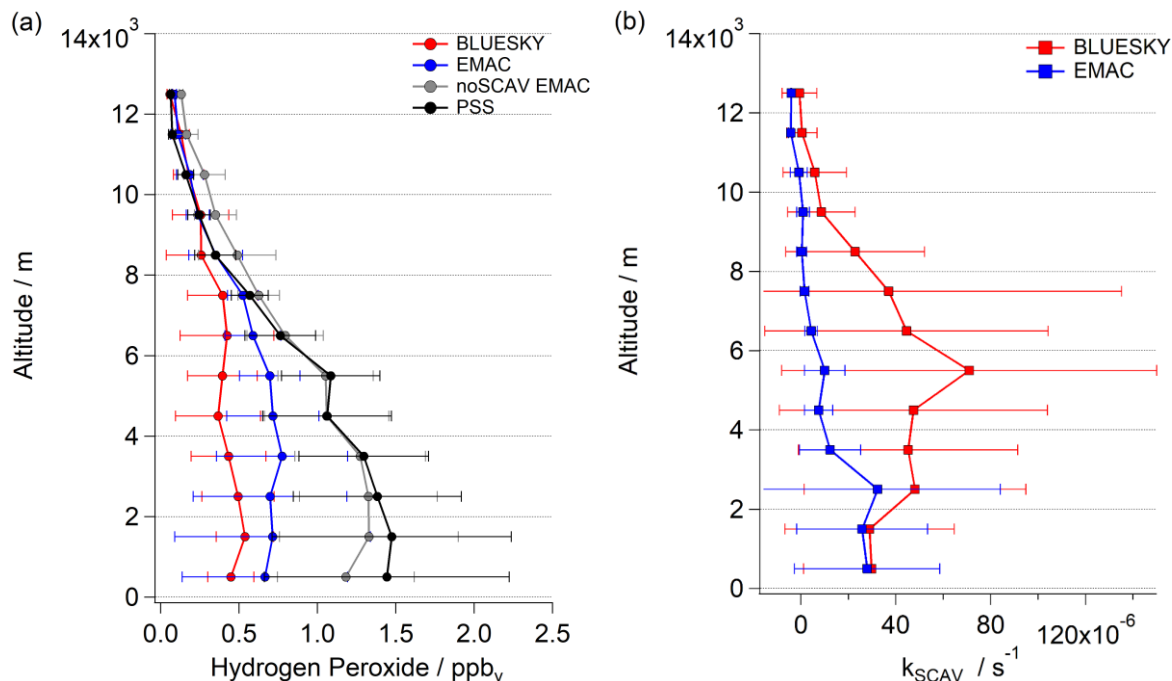 (a)
14x10³
12
10
8
6
4
2
0
Altitude / m
BLUESKY
EMAC
noSCAV EMAC
PSS
0.0 0.5 1.0 1.5 2.0 2.5
Hydrogen Peroxide / ppbᵥ
(b)
14x10³
12
10
8
6
4
2
0
Altitude / m
BLUESKY
EMAC
0 40 80 120x10⁻⁶
k_SCAV / s⁻¹